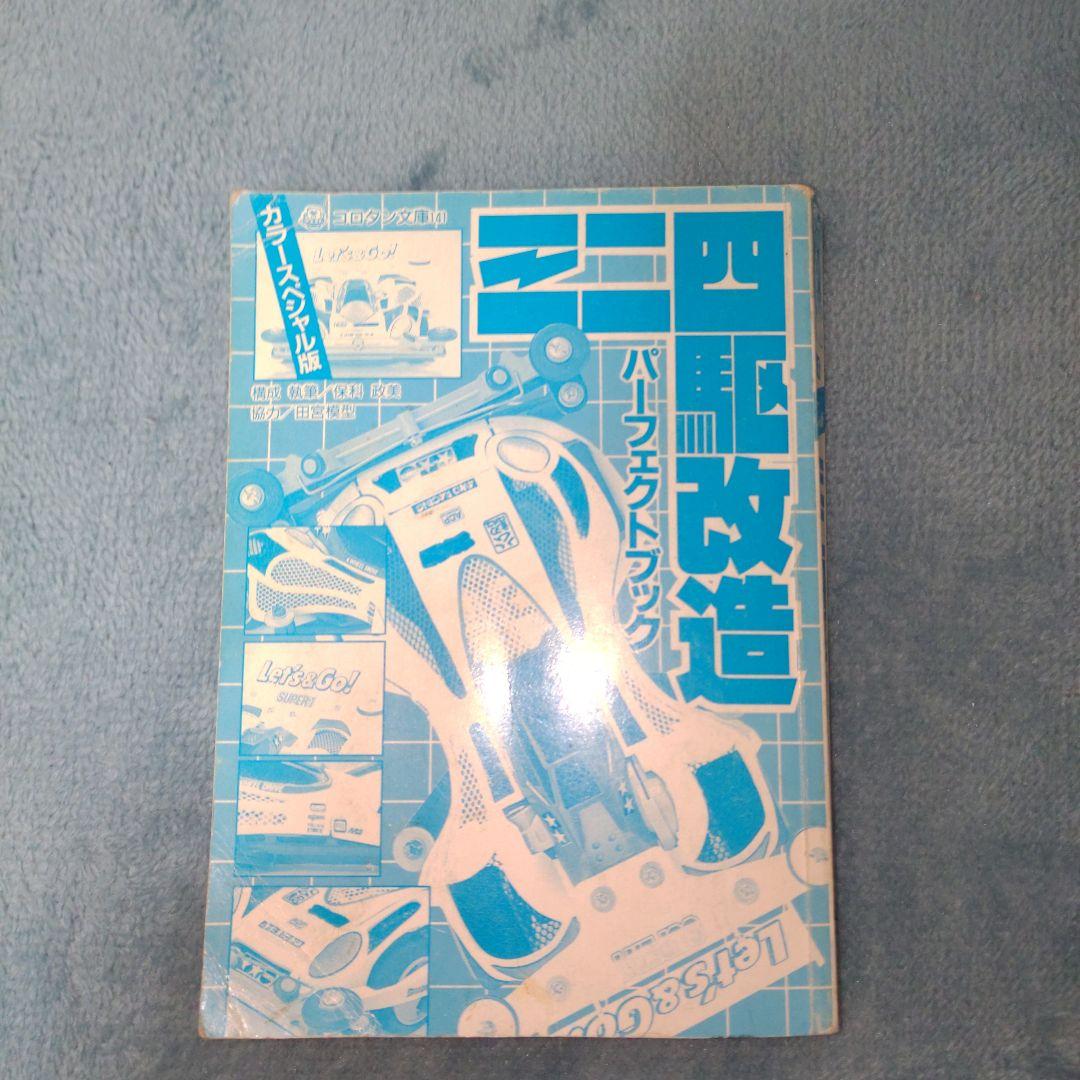 ミニ四駆改造
パーフェクトブック
コロタン文庫141
カラースペシャル版
Let's&Go!
構成 執筆／保科 政美
協力／田宮模型
Let's&Go!
SUPER1
Let's&Go